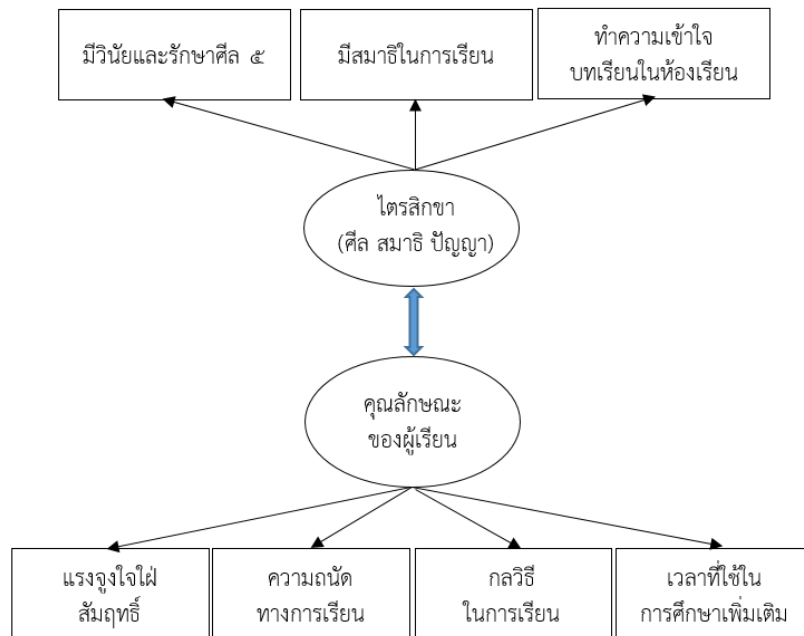 มีวินัยและรักษาศีล ๕
มีสมาธิในการเรียน
ทำความเข้าใจ
บทเรียนในห้องเรียน
ไตรสิกขา
(ศีล สมาธิ ปัญญา)
คุณลักษณะ
ของผู้เรียน
แรงจูงใจใฝ่
สัมฤทธิ์
ความถนัด
ทางการเรียน
กลวิธี
ในการเรียน
เวลาที่ใช้ใน
การศึกษาเพิ่มเติม